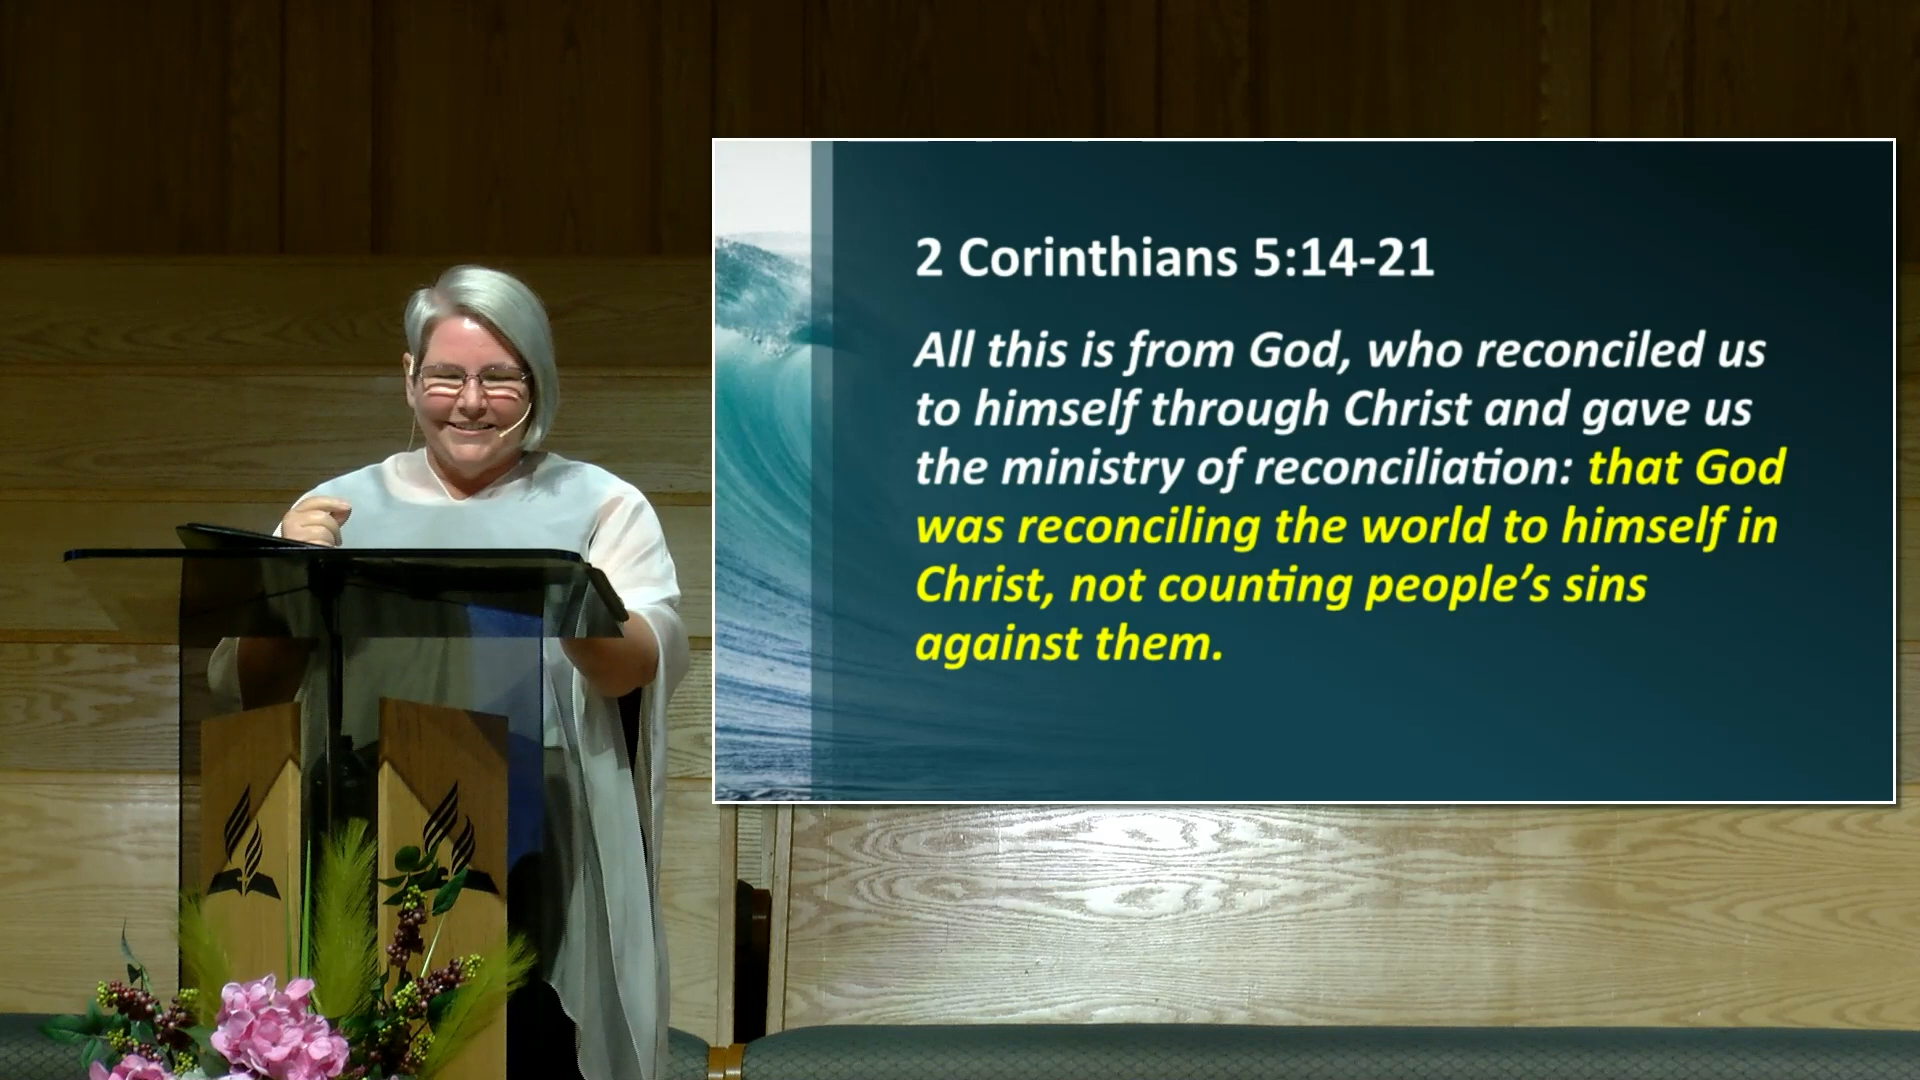 2 Corinthians 5:14-21
All this is from God, who reconciled us
to himself through Christ and gave us
the ministry of reconciliation: that God
was reconciling the world to himself in
Christ, not counting people’s sins
against them.